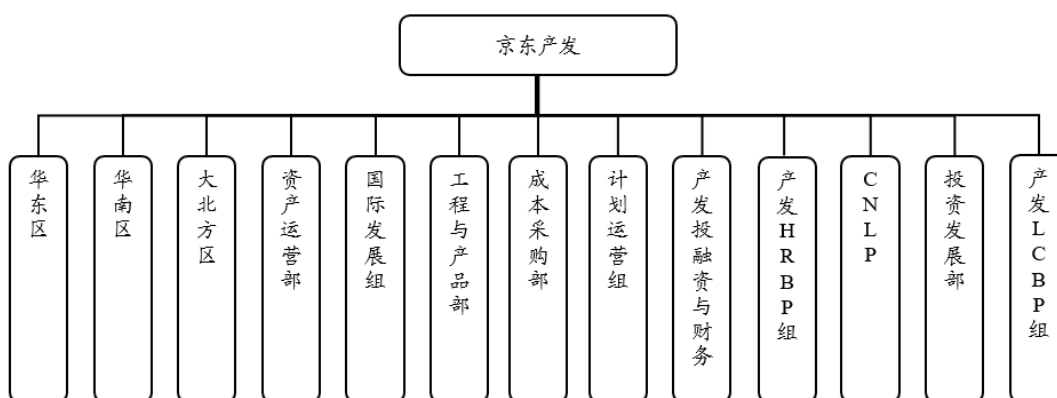 京东产发
华东区
华南区
大北方区
资产运营部
国际发展组
工程与产品部
成本采购部
计划运营组
产发投融资与财务
产发HRBP组
CNLP
投资发展部
产发LCBP组